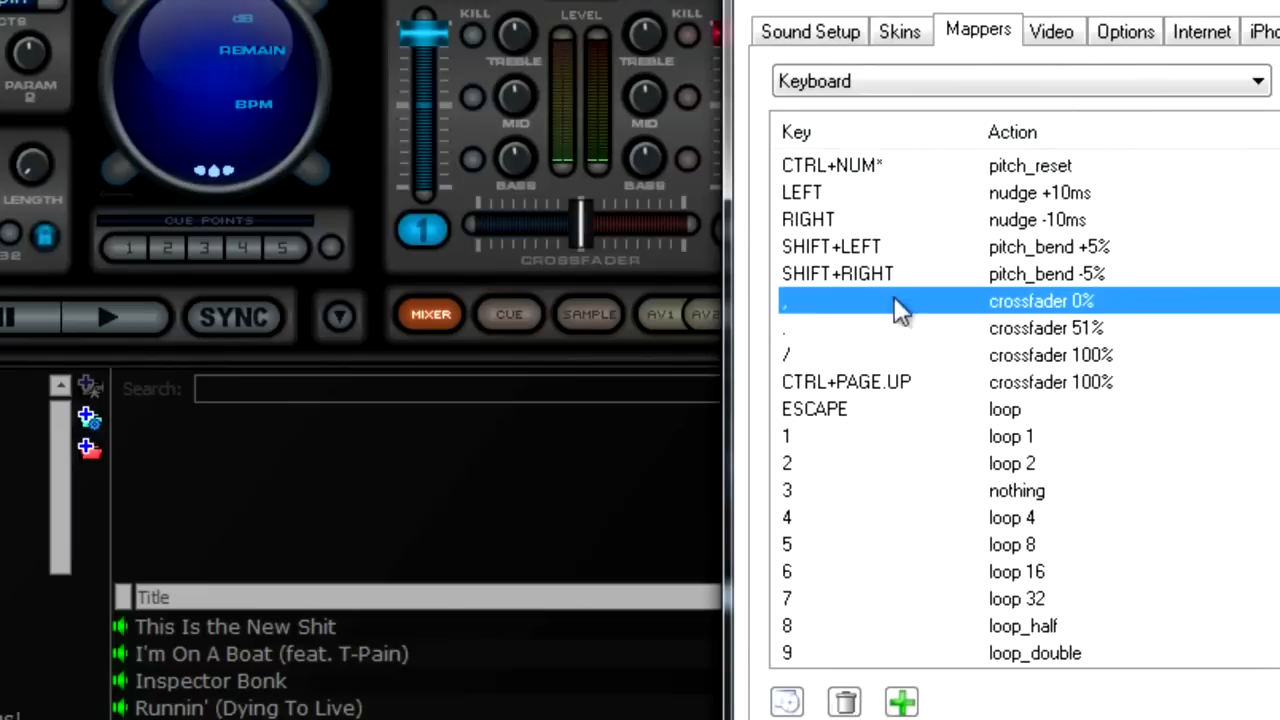 dB
REMAIN
BPM
PARAM
2
LENGTH
32
CUE POINTS
1 2 3 4 5
SYNC
KILL LEVEL KILL
TREBLE TREBLE
MID MID
BASS BASS
1
CROSSFADER
MIXER CUE SAMPLE AV1 AV2
Search:
Title
This Is the New Shit
I'm On A Boat (feat. T-Pain)
Inspector Bonk
Runnin' (Dying To Live)
Sound Setup Skins Mappers Video Options Internet iPho
Keyboard
Key Action
CTRL+NUM* pitch_reset
LEFT nudge +10ms
RIGHT nudge -10ms
SHIFT+LEFT pitch_bend +5%
SHIFT+RIGHT pitch_bend -5%
, crossfader 0%
. crossfader 51%
/ crossfader 100%
CTRL+PAGE.UP crossfader 100%
ESCAPE loop
1 loop 1
2 loop 2
3 nothing
4 loop 4
5 loop 8
6 loop 16
7 loop 32
8 loop_half
9 loop_double